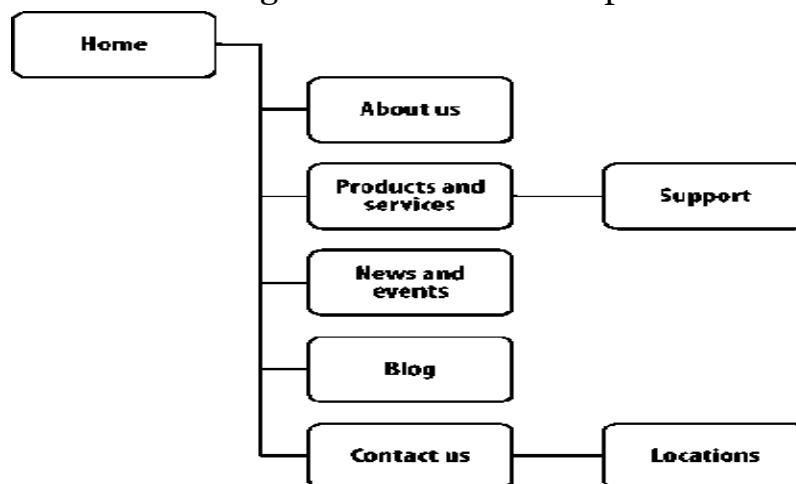 Home
About us
Products and
services
Support
News and
events
Blog
Contact us
Locations